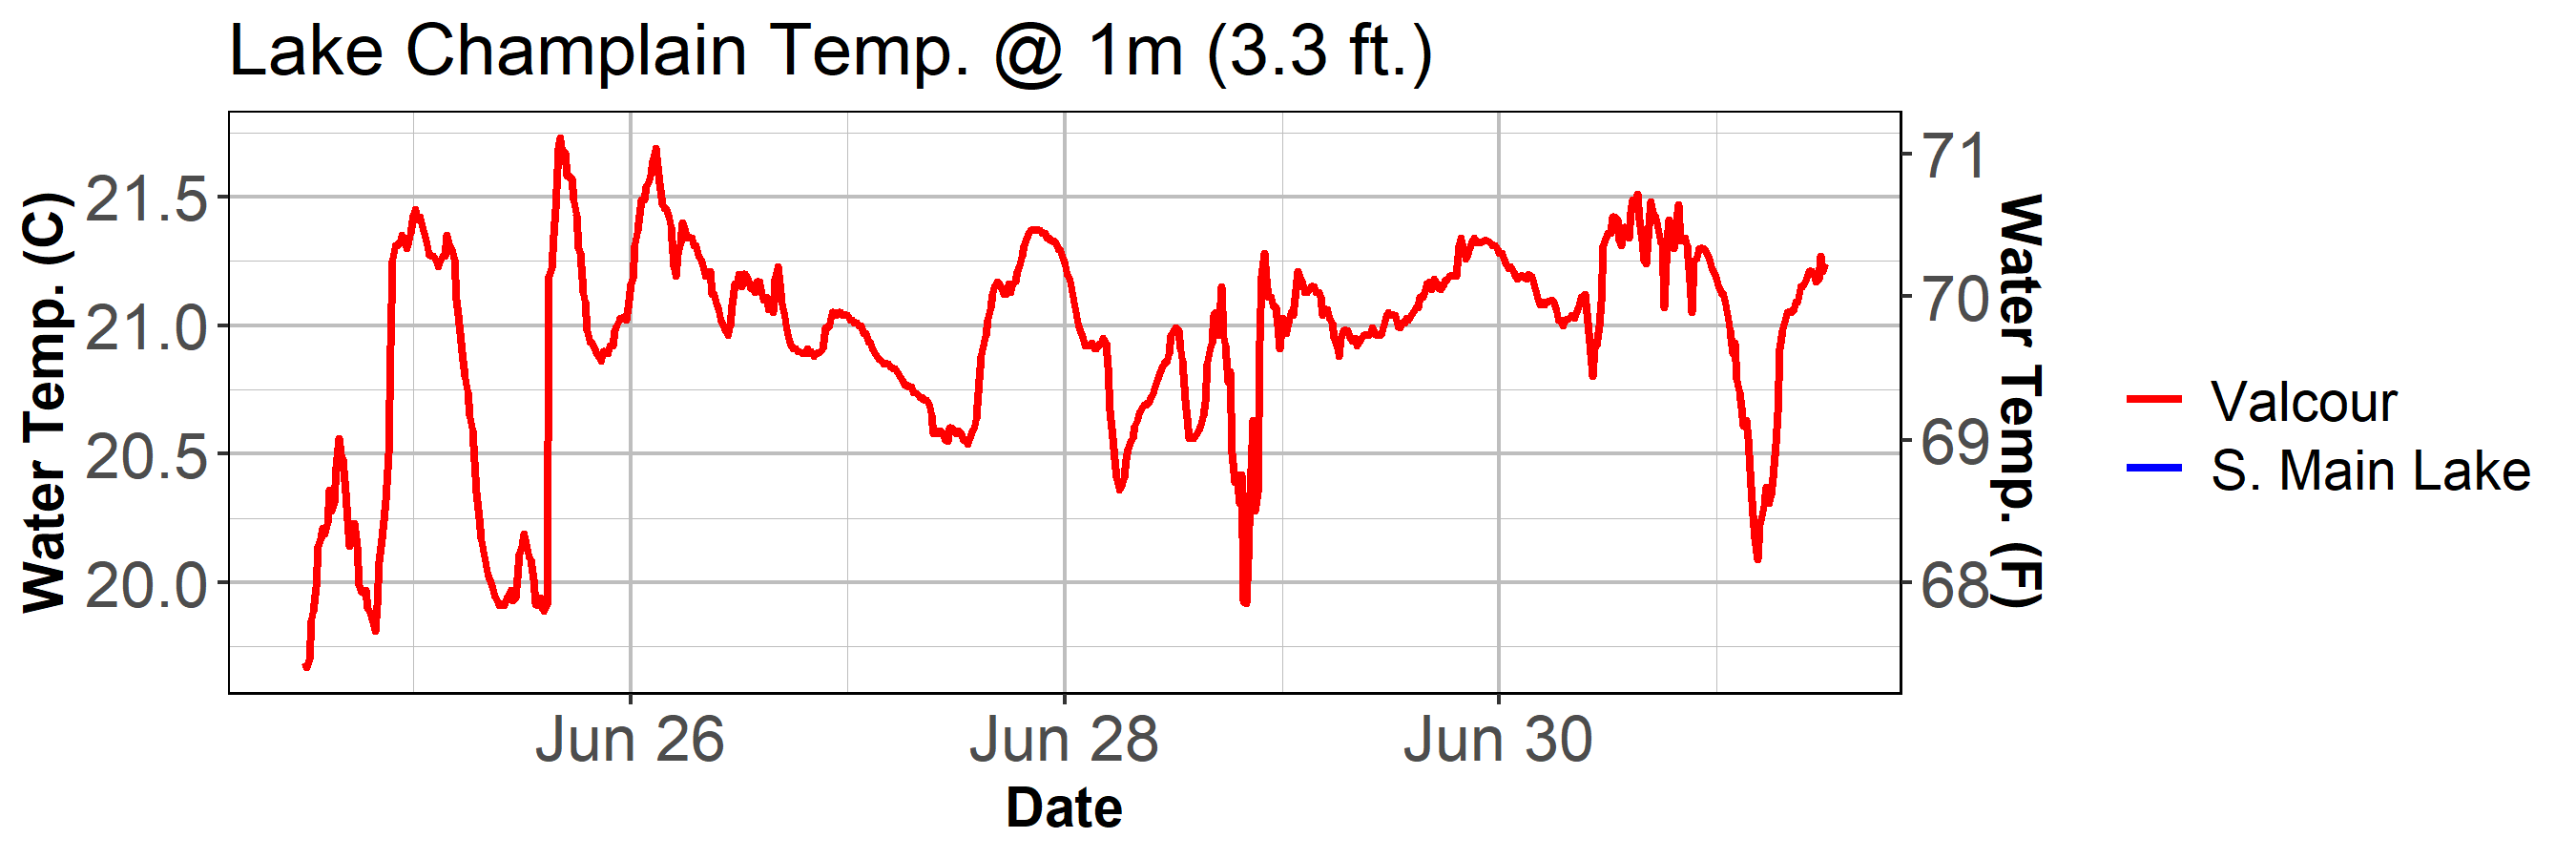 Lake Champlain Temp. @ 1m (3.3 ft.)
Water Temp. (C)
21.5
21.0
20.5
20.0
71
70
69
68
Water Temp. (F)
Jun 26
Jun 28
Jun 30
Date
Valcour
S. Main Lake